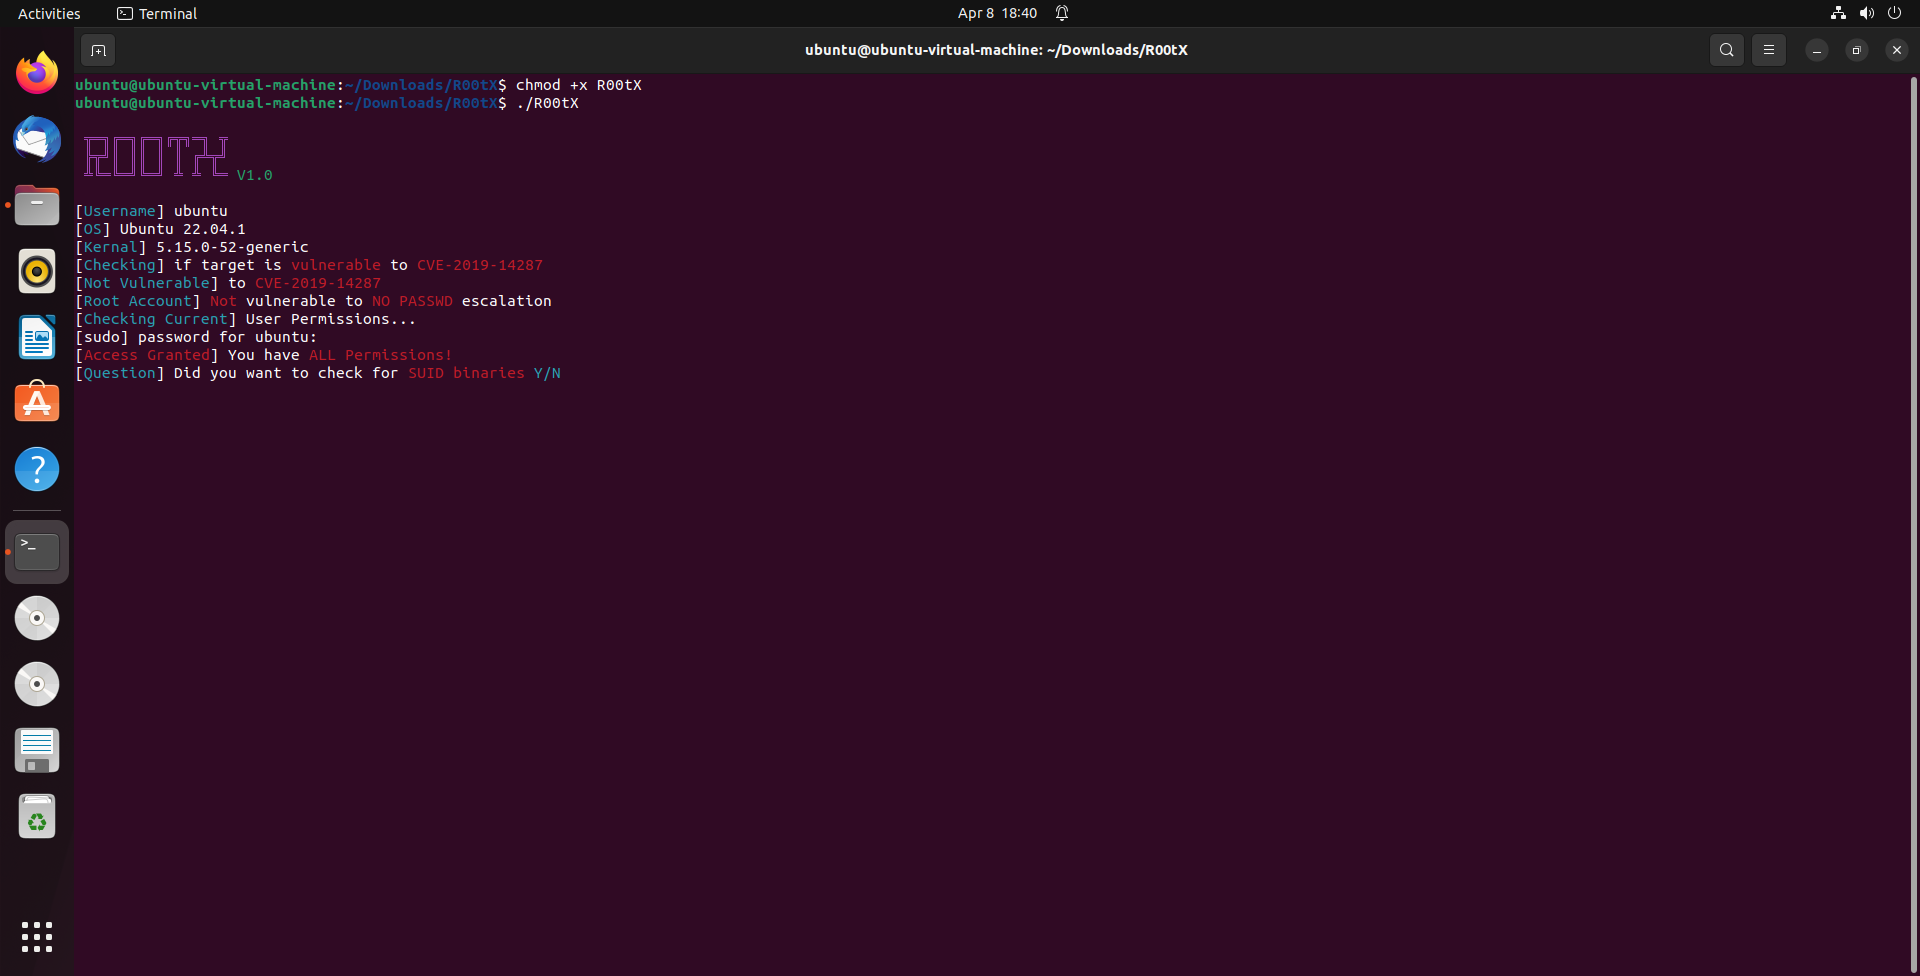 Activities Terminal Apr 8 18:40
ubuntu@ubuntu-virtual-machine: ~/Downloads/R00tX
ubuntu@ubuntu-virtual-machine:~/Downloads/R00tX$ chmod +x R00tX
ubuntu@ubuntu-virtual-machine:~/Downloads/R00tX$ ./R00tX
ROOTX V1.0
[Username] ubuntu
[OS] Ubuntu 22.04.1
[Kernal] 5.15.0-52-generic
[Checking] if target is vulnerable to CVE-2019-14287
[Not Vulnerable] to CVE-2019-14287
[Root Account] Not vulnerable to NO PASSWD escalation
[Checking Current] User Permissions...
[sudo] password for ubuntu:
[Access Granted] You have ALL Permissions!
[Question] Did you want to check for SUID binaries Y/N